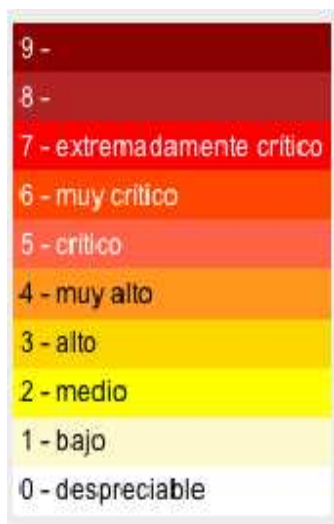 9 -
8 -
7 - extremadamente crítico
6 - muy crítico
5 - crítico
4 - muy alto
3 - alto
2 - medio
1 - bajo
0 - despreciable